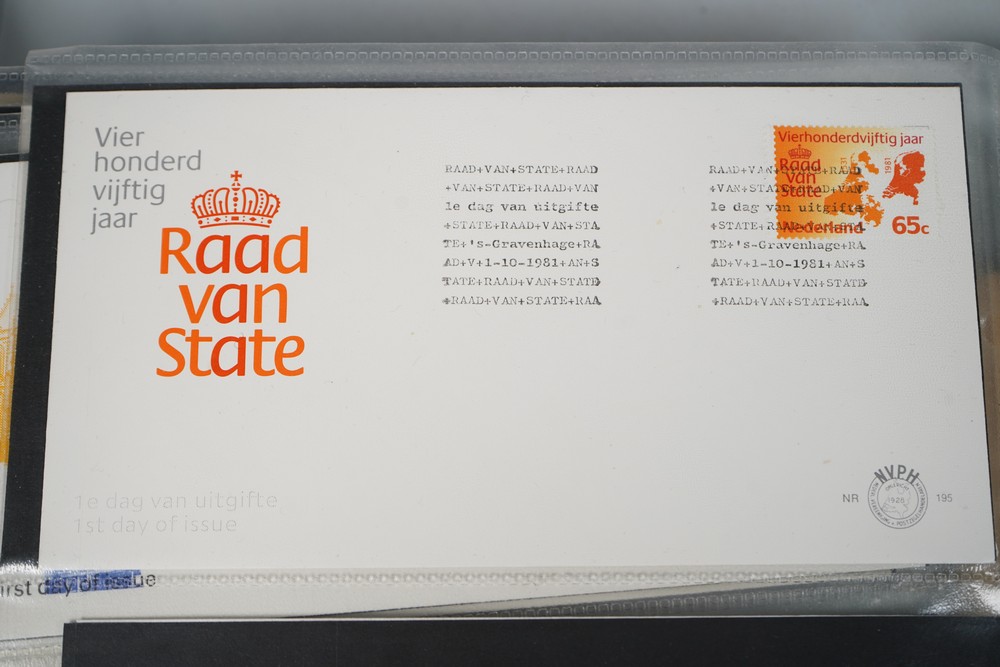 Vier
honderd
vijftig
jaar
Raad
van
State
RAAD+VAN+STATE+RAAD
+VAN+STATE+RAAD+VAN
1e dag van uitgifte
+STATE+RAAD+VAN+STA
TE+'s-Gravenhage+RA
AD+V+1-10-1981+AN+S
TATE+RAAD+VAN+STATE
+RAAD+VAN+STATE+RAA
Vierhonderdvijftig jaar
Raad
van
State
1981
Nederland 65c
RAAD+VAN+STATE+RAAD
+VAN+STATE+RAAD+VAN
1e dag van uitgifte
+STATE+RAAD+VAN+STA
TE+'s-Gravenhage+RA
AD+V+1-10-1981+AN+S
TATE+RAAD+VAN+STATE
+RAAD+VAN+STATE+RAA
1e dag van uitgifte
1st day of issue
NR NVPH 195
1928
irst day of issue